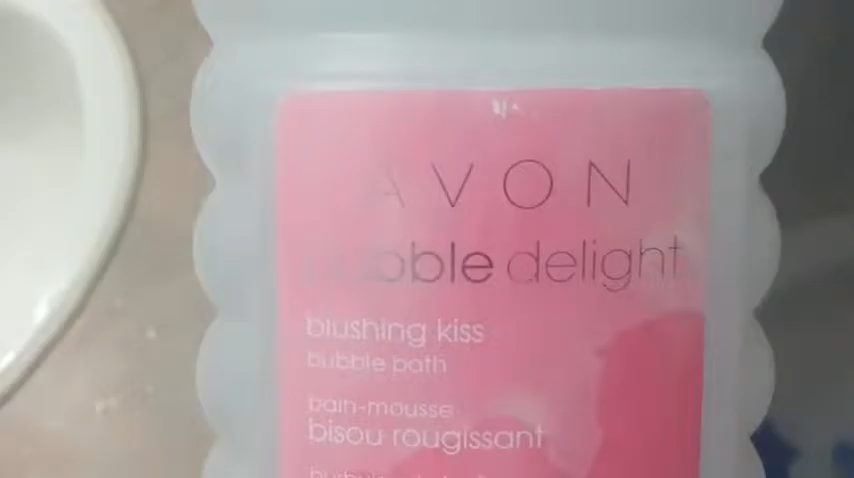 AVON
bubble delight
blushing kiss
bubble bath
bain-mousse
bisou rougissant